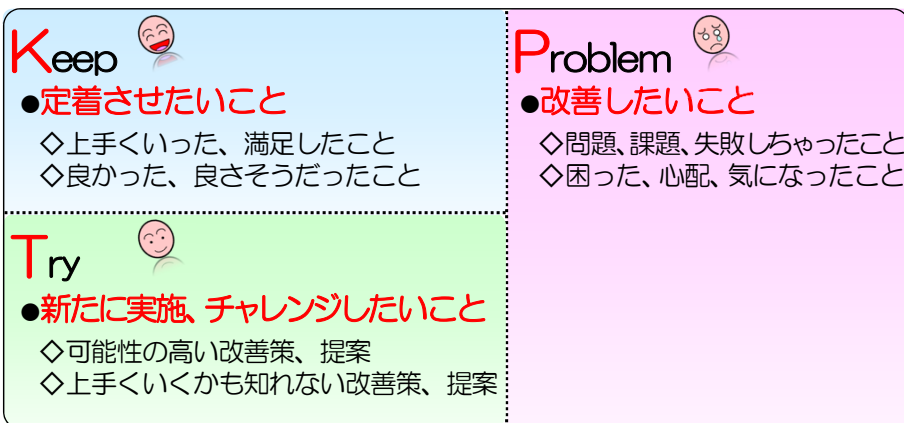 Keep
●定着させたいこと
◇上手くいった、満足したこと
◇良かった、良さそうだったこと
Problem
●改善したいこと
◇問題、課題、失敗しちゃったこと
◇困った、心配、気になったこと
Try
●新たに実施、チャレンジしたいこと
◇可能性の高い改善策、提案
◇上手くいくかも知れない改善策、提案